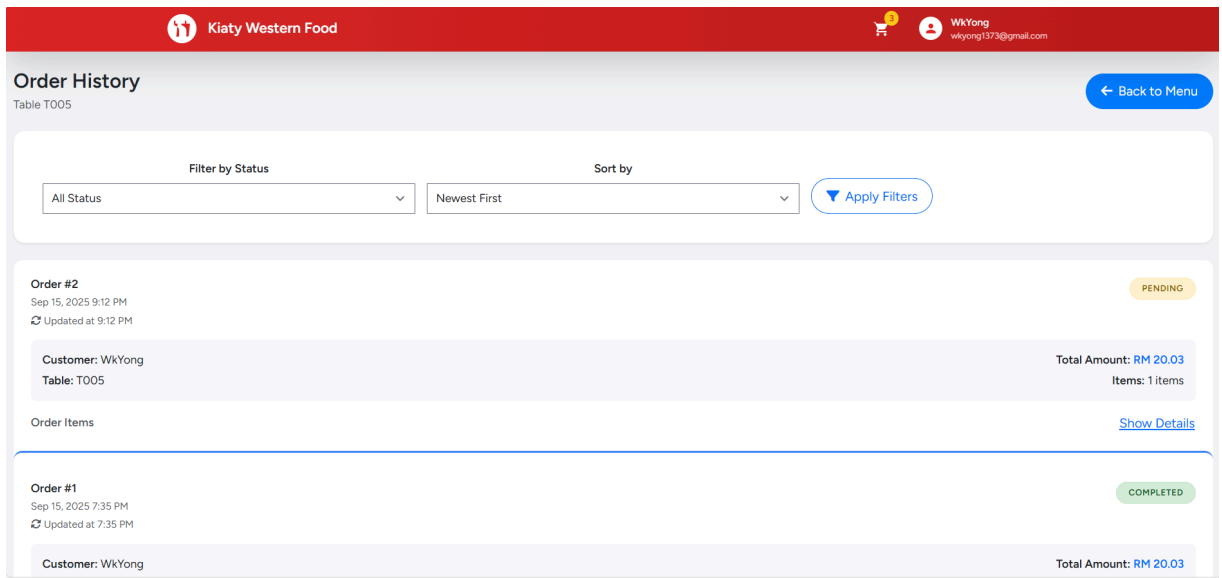 Kiaty Western Food
3
WkYong
wkyong1373@gmail.com
Order History
Table T005
Back to Menu
Filter by Status
Sort by
All Status
Newest First
Apply Filters
Order #2
Sep 15, 2025 9:12 PM
Updated at 9:12 PM
PENDING
Customer: WkYong
Total Amount: RM 20.03
Table: T005
Items: 1 items
Order Items
Show Details
Order #1
Sep 15, 2025 7:35 PM
Updated at 7:35 PM
COMPLETED
Customer: WkYong
Total Amount: RM 20.03